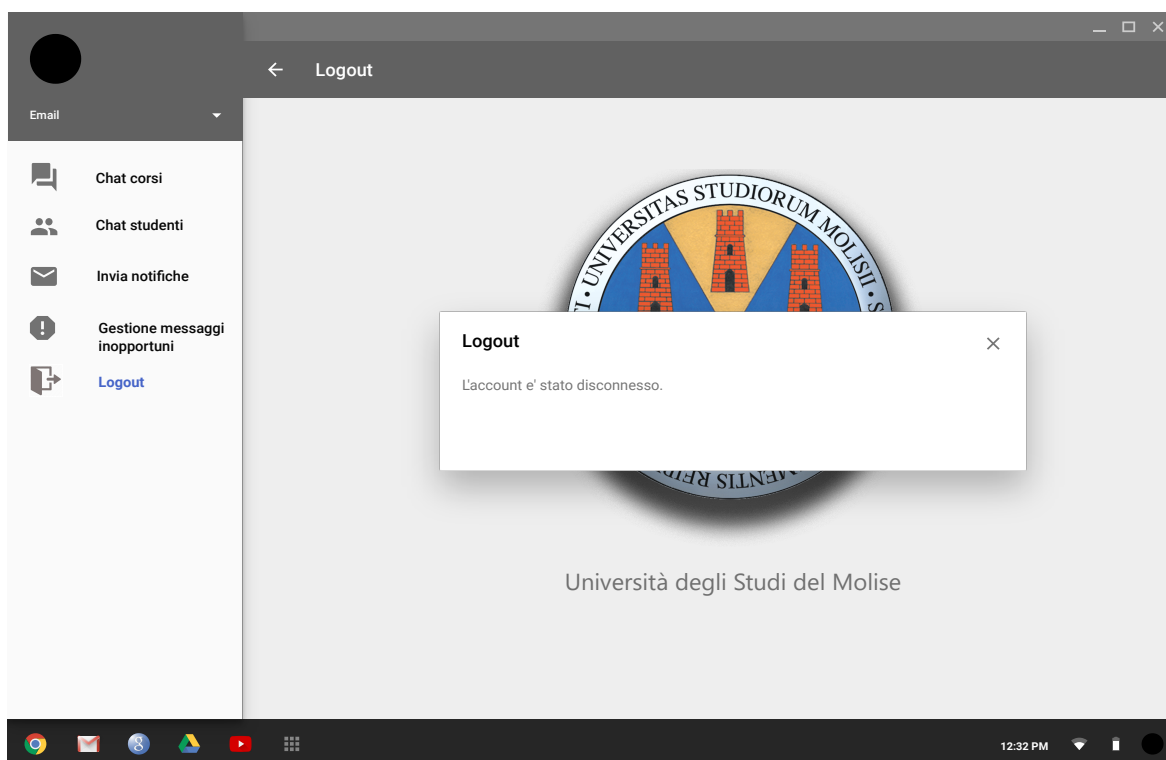 Logout
Email
Chat corsi
Chat studenti
Invia notifiche
Gestione messaggi
inopportuni
Logout
UNIVERSITAS STUDIORUM MOLISII • S
Logout
L'account e' stato disconnesso.
Università degli Studi del Molise
8
12:32 PM